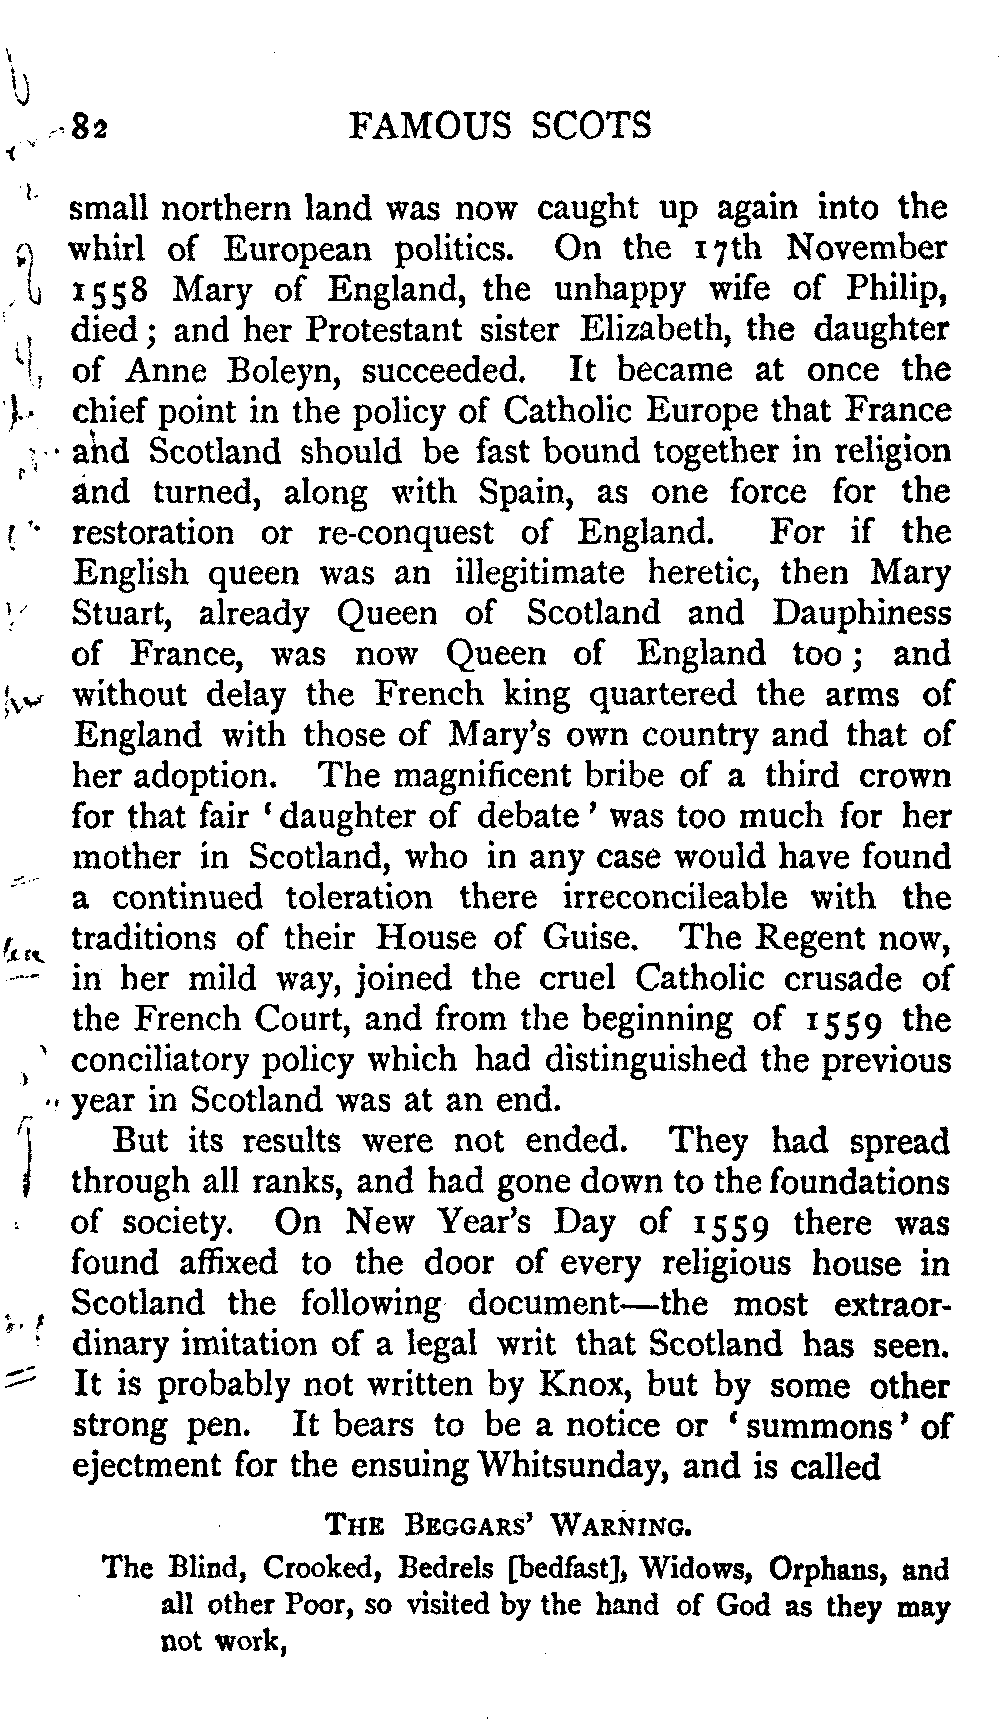 82 FAMOUS SCOTS
small northern land was now caught up again into the
whirl of European politics. On the 17th November
1558 Mary of England, the unhappy wife of Philip,
died; and her Protestant sister Elizabeth, the daughter
of Anne Boleyn, succeeded. It became at once the
chief point in the policy of Catholic Europe that France
and Scotland should be fast bound together in religion
and turned, along with Spain, as one force for the
restoration or re-conquest of England. For if the
English queen was an illegitimate heretic, then Mary
Stuart, already Queen of Scotland and Dauphiness
of France, was now Queen of England too; and
without delay the French king quartered the arms of
England with those of Mary's own country and that of
her adoption. The magnificent bribe of a third crown
for that fair ‘daughter of debate’ was too much for her
mother in Scotland, who in any case would have found
a continued toleration there irreconcileable with the
traditions of their House of Guise. The Regent now,
in her mild way, joined the cruel Catholic crusade of
the French Court, and from the beginning of 1559 the
conciliatory policy which had distinguished the previous
year in Scotland was at an end.
But its results were not ended. They had spread
through all ranks, and had gone down to the foundations
of society. On New Year's Day of 1559 there was
found affixed to the door of every religious house in
Scotland the following document—the most extraor-
dinary imitation of a legal writ that Scotland has seen.
It is probably not written by Knox, but by some other
strong pen. It bears to be a notice or ‘summons’ of
ejectment for the ensuing Whitsunday, and is called
THE BEGGARS' WARNING.
The Blind, Crooked, Bedrels [bedfast], Widows, Orphans, and
all other Poor, so visited by the hand of God as they may
not work,